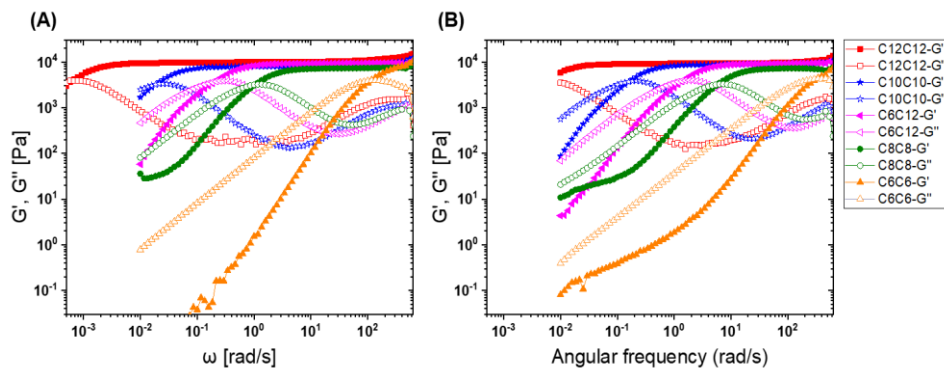 (A)
(B)
10⁴
10³
10²
10¹
10⁰
10⁻¹
G', G" [Pa]
10⁻³ 10⁻² 10⁻¹ 10⁰ 10¹ 10²
ω [rad/s]
10⁴
10³
10²
10¹
10⁰
10⁻¹
G', G" [Pa]
10⁻² 10⁻¹ 10⁰ 10¹ 10²
Angular frequency (rad/s)
C12C12-G'
C12C12-G'
C10C10-G'
C10C10-G'
C6C12-G'
C6C12-G"
C8C8-G'
C8C8-G"
C6C6-G'
C6C6-G"